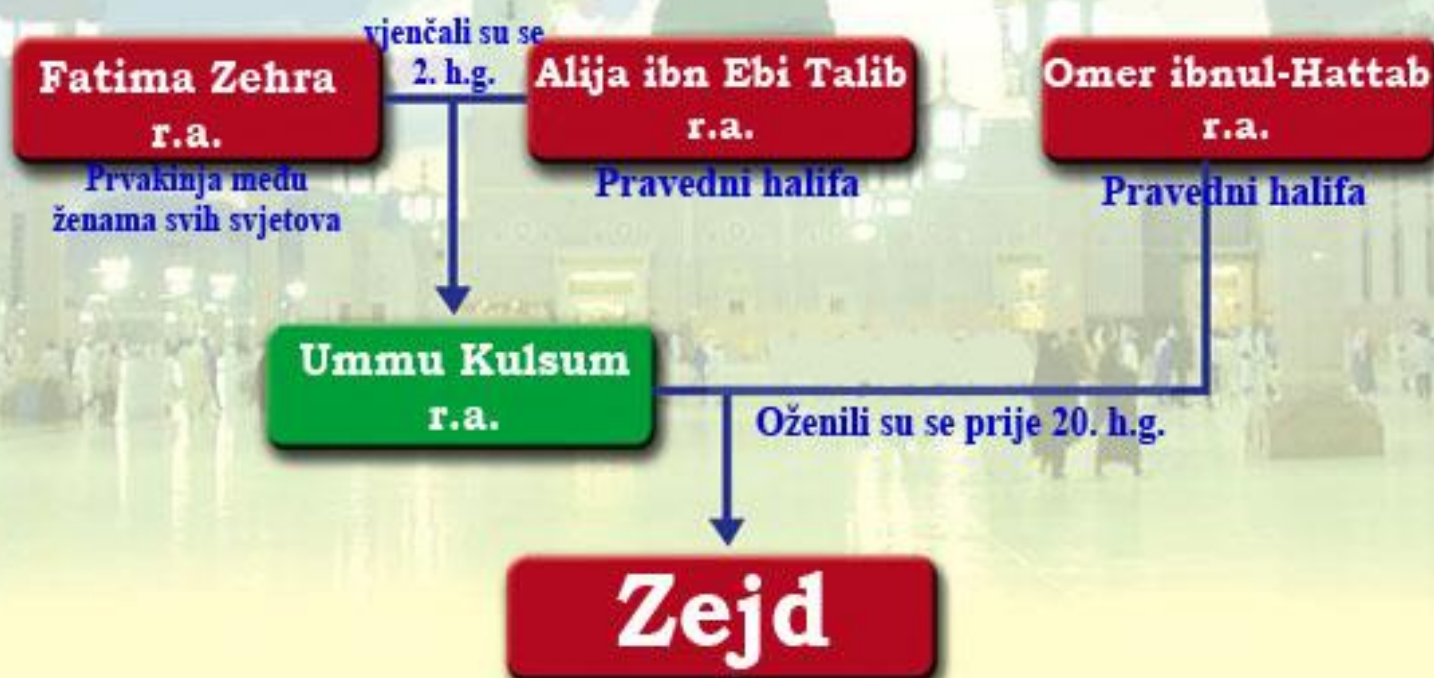 vjenčali su se
2. h.g.
Fatima Zehra
r.a.
Prvakinja među
ženama svih svjetova
Alija ibn Ebi Talib
r.a.
Pravedni halifa
Omer ibnul-Hattab
r.a.
Pravedni halifa
Ummu Kulsum
r.a.
Oženili su se prije 20. h.g.
Zejd